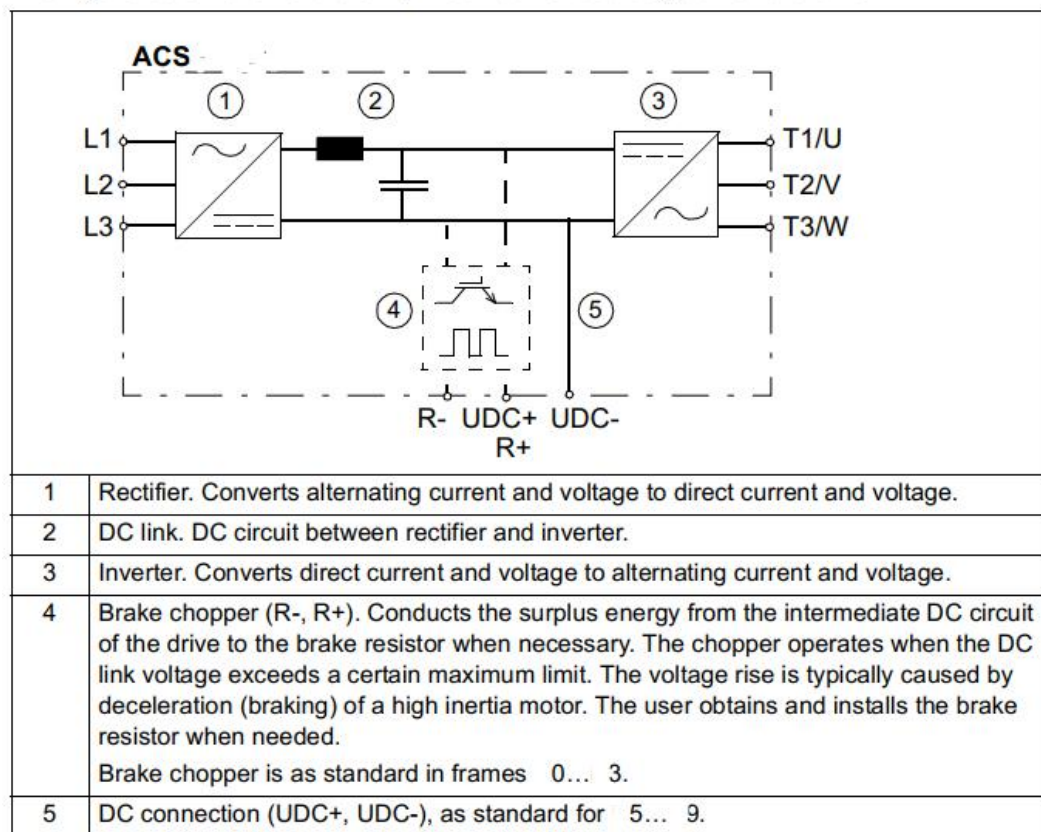 ACS
1 2 3
L1 T1/U
L2 T2/V
L3 T3/W
4 5
R- UDC+ UDC-
R+
1 Rectifier. Converts alternating current and voltage to direct current and voltage.
2 DC link. DC circuit between rectifier and inverter.
3 Inverter. Converts direct current and voltage to alternating current and voltage.
4 Brake chopper (R-, R+). Conducts the surplus energy from the intermediate DC circuit
of the drive to the brake resistor when necessary. The chopper operates when the DC
link voltage exceeds a certain maximum limit. The voltage rise is typically caused by
deceleration (braking) of a high inertia motor. The user obtains and installs the brake
resistor when needed.
Brake chopper is as standard in frames 0… 3.
5 DC connection (UDC+, UDC-), as standard for 5… 9.